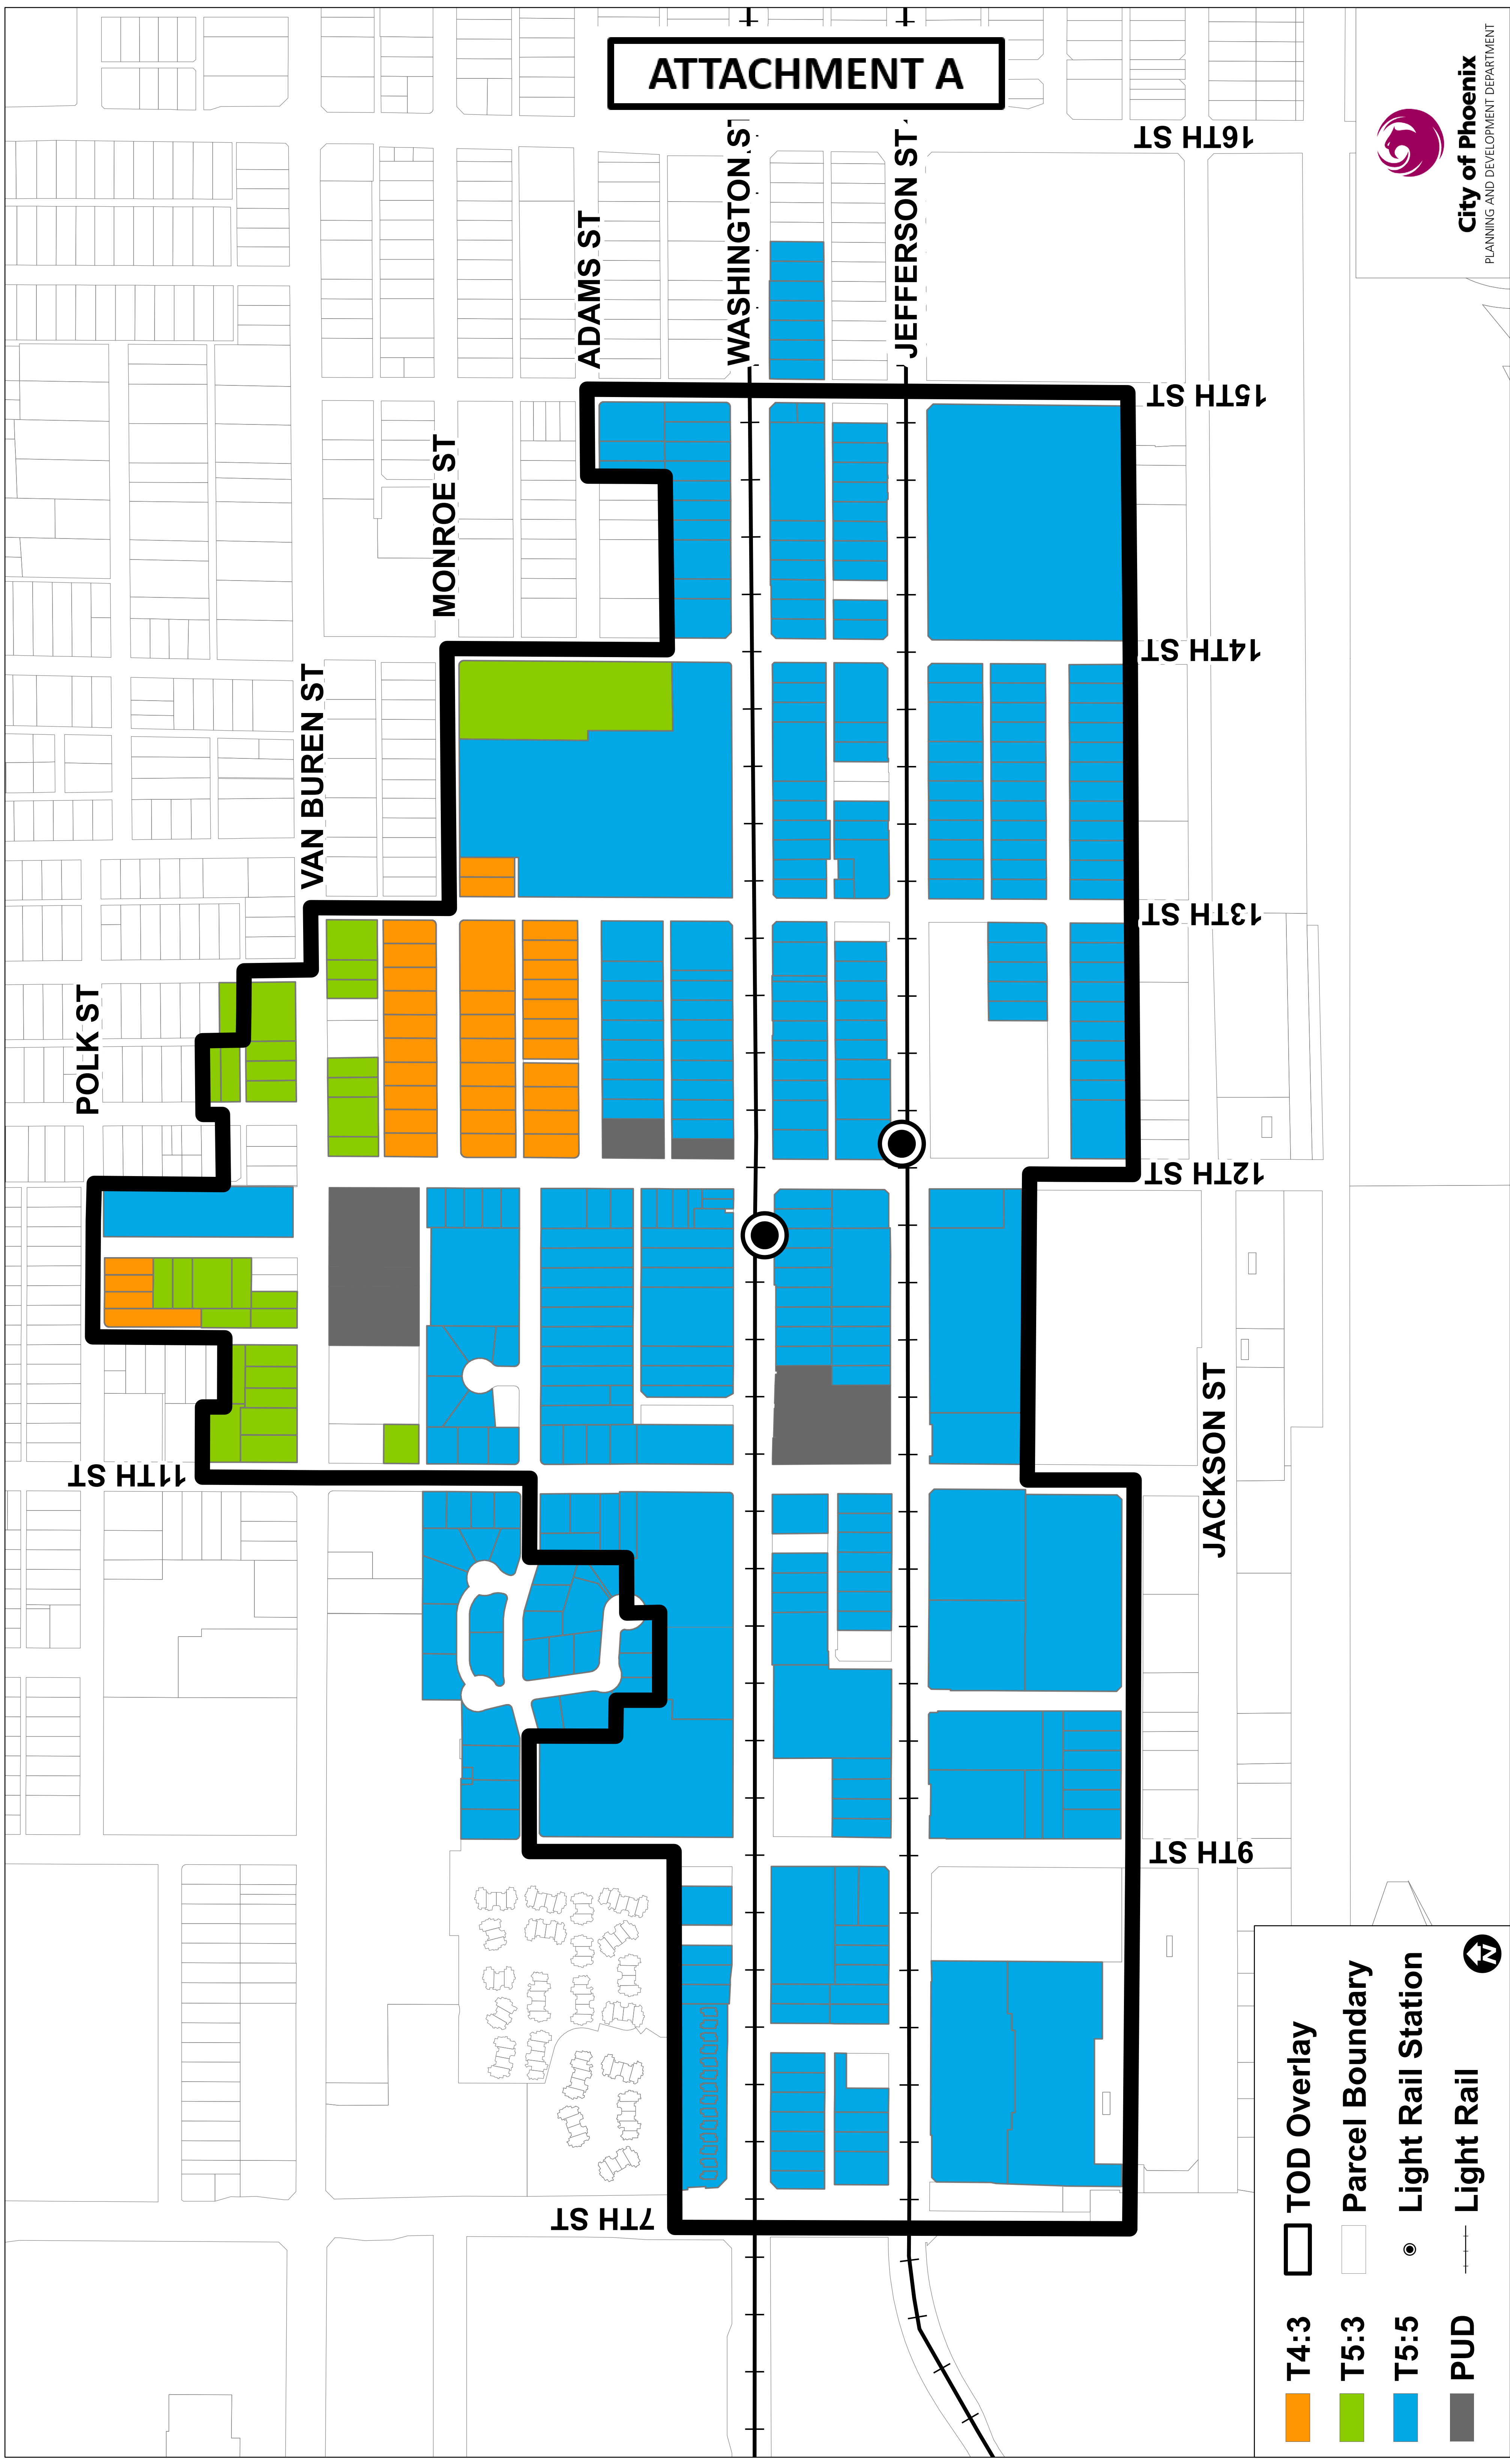 ATTACHMENT A
City of Phoenix
PLANNING AND DEVELOPMENT DEPARTMENT
16TH ST
WASHINGTON ST
JEFFERSON ST
ADAMS ST
15TH ST
MONROE ST
14TH ST
VAN BUREN ST
13TH ST
POLK ST
12TH ST
11TH ST
JACKSON ST
9TH ST
7TH ST
T4:3
T5:3
T5:5
PUD
TOD Overlay
Parcel Boundary
Light Rail Station
Light Rail
N